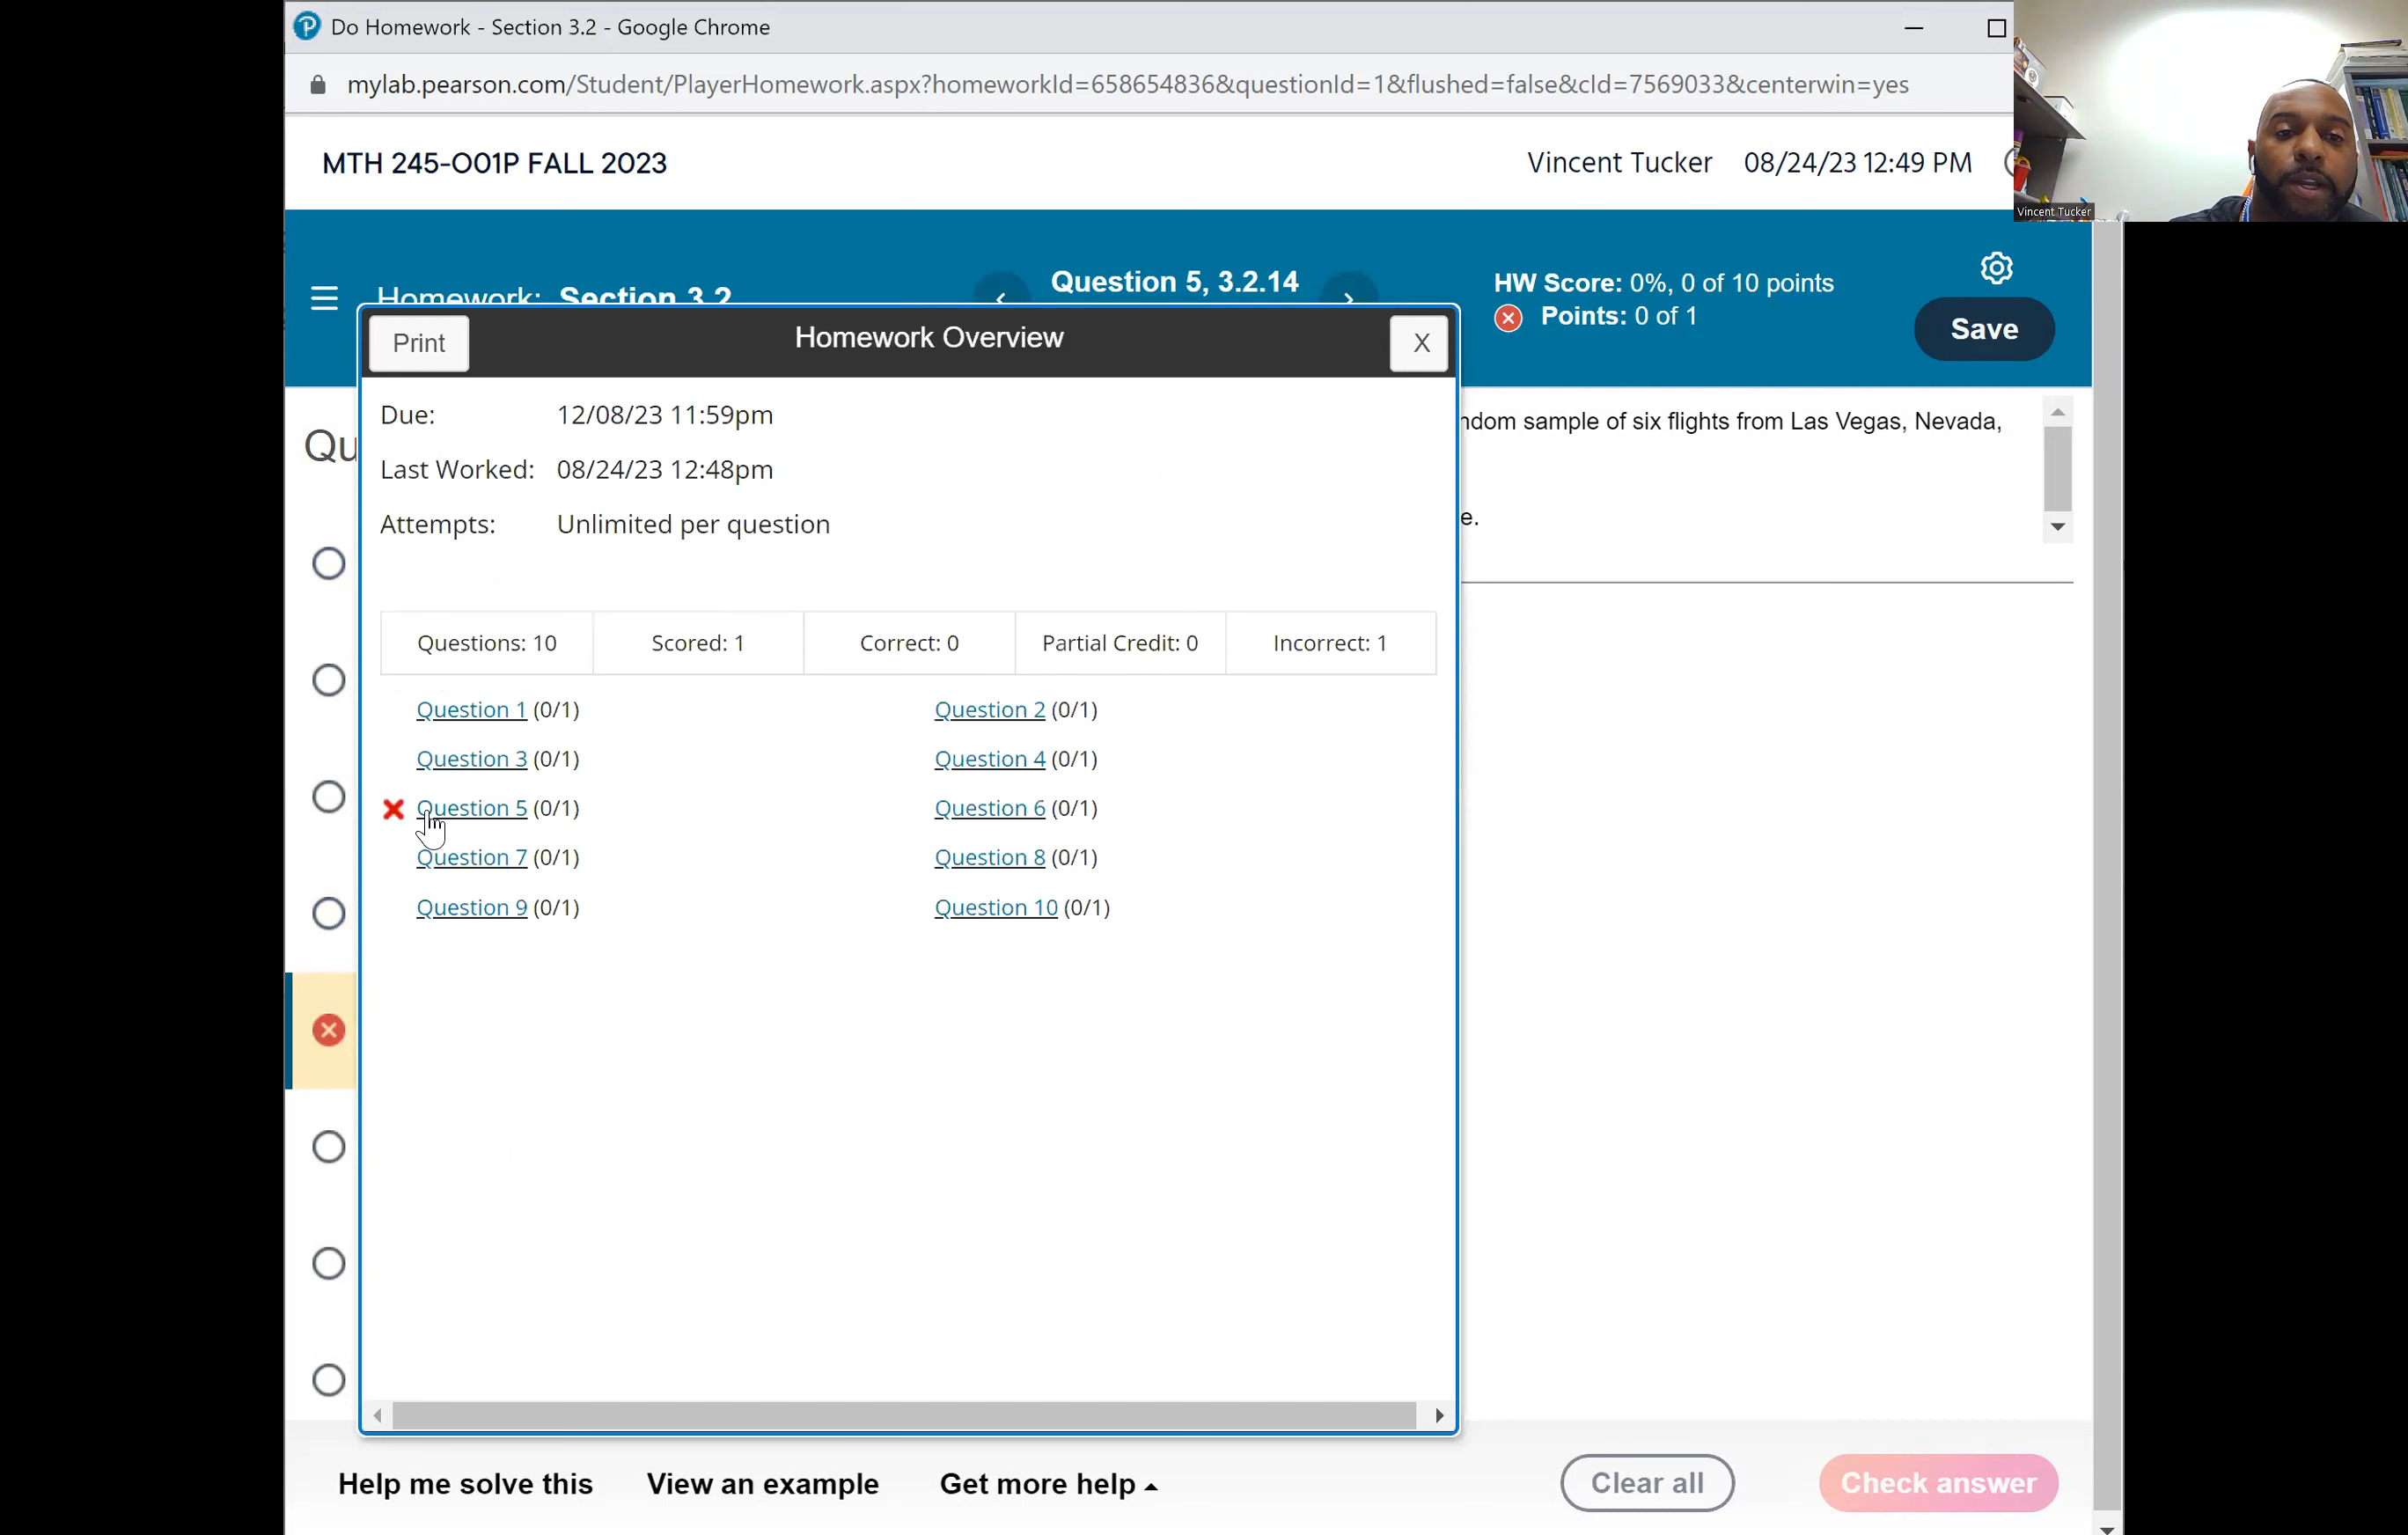 Do Homework - Section 3.2 - Google Chrome
mylab.pearson.com/Student/PlayerHomework.aspx?homeworkId=658654836&questionId=1&flushed=false&cId=7569033&centerwin=yes
Vincent Tucker
MTH 245-O01P FALL 2023
Vincent Tucker 08/24/23 12:49 PM
Homework: Section 3.2
Question 5, 3.2.14
HW Score: 0%, 0 of 10 points
Points: 0 of 1
Save
Print
Homework Overview
X
Due: 12/08/23 11:59pm
Last Worked: 08/24/23 12:48pm
Attempts: Unlimited per question
Qu
ndom sample of six flights from Las Vegas, Nevada,
e.
Questions: 10 Scored: 1 Correct: 0 Partial Credit: 0 Incorrect: 1
Question 1 (0/1) Question 2 (0/1)
Question 3 (0/1) Question 4 (0/1)
Question 5 (0/1) Question 6 (0/1)
Question 7 (0/1) Question 8 (0/1)
Question 9 (0/1) Question 10 (0/1)
Help me solve this View an example Get more help Clear all Check answer